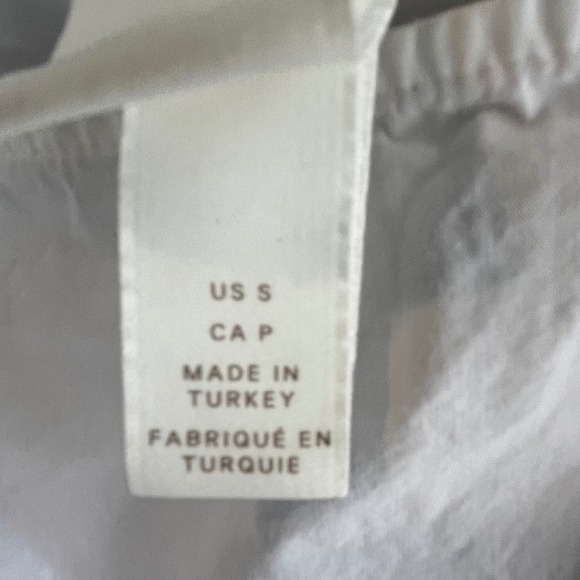 US S
CA P
MADE IN
TURKEY
FABRIQUÉ EN
TURQUIE